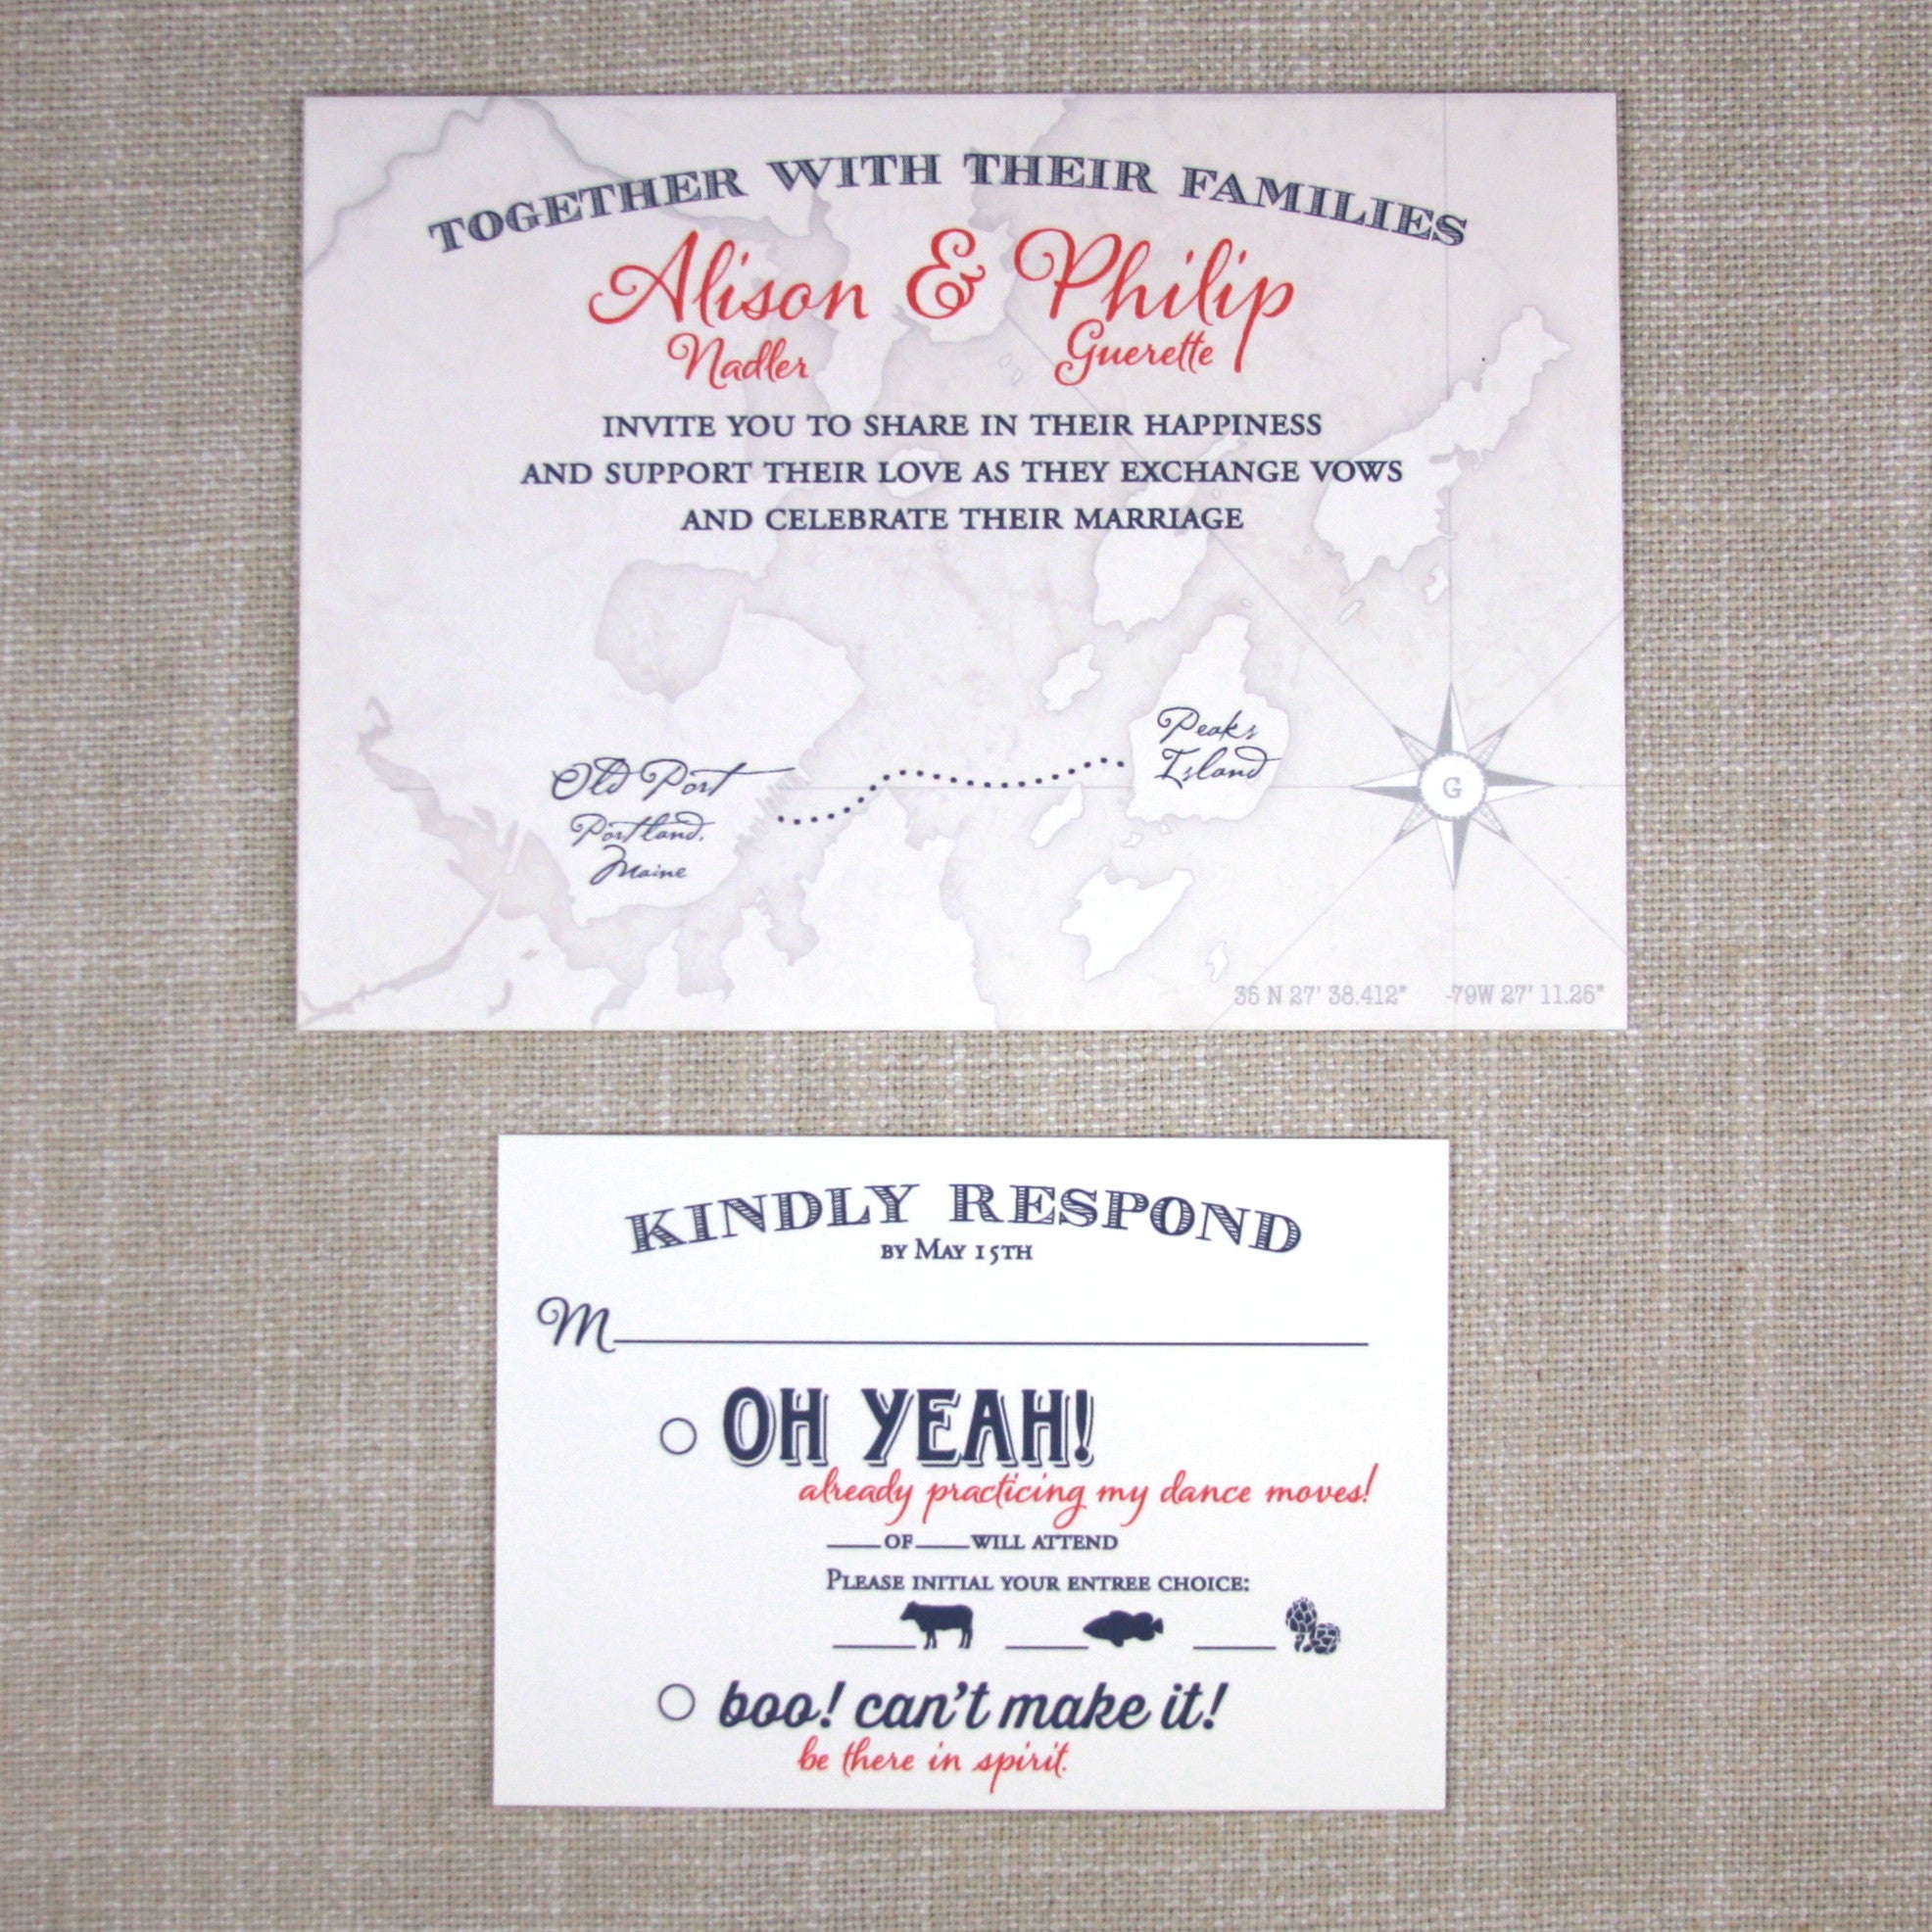 TOGETHER WITH THEIR FAMILIES
Alison & Philip
Nadler Guerette
INVITE YOU TO SHARE IN THEIR HAPPINESS
AND SUPPORT THEIR LOVE AS THEY EXCHANGE VOWS
AND CELEBRATE THEIR MARRIAGE
Peaks
Island
Old Port
Portland,
Maine
G
35 N 27' 38.412" -79W 27' 11.25"
KINDLY RESPOND
BY MAY 15TH
M
OH YEAH!
already practicing my dance moves!
OF WILL ATTEND
PLEASE INITIAL YOUR ENTREE CHOICE:
boo! can't make it!
be there in spirit.